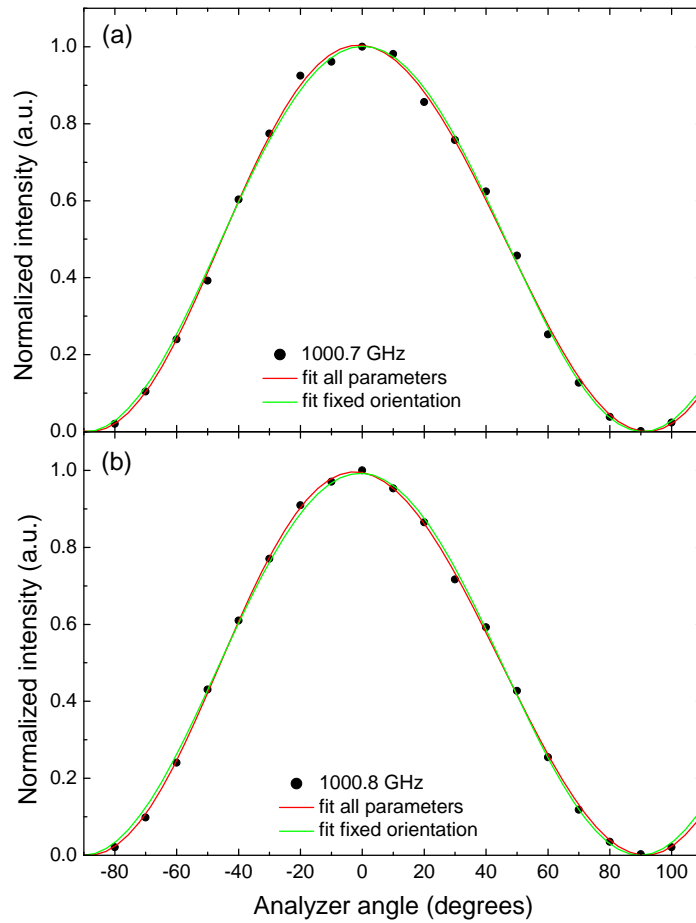 (a)
1.0
0.8
0.6
0.4
0.2
0.0
Normalized intensity (a.u.)
1000.7 GHz
fit all parameters
fit fixed orientation
(b)
1.0
0.8
0.6
0.4
0.2
0.0
Normalized intensity (a.u.)
1000.8 GHz
fit all parameters
fit fixed orientation
-80 -60 -40 -20 0 20 40 60 80 100
Analyzer angle (degrees)